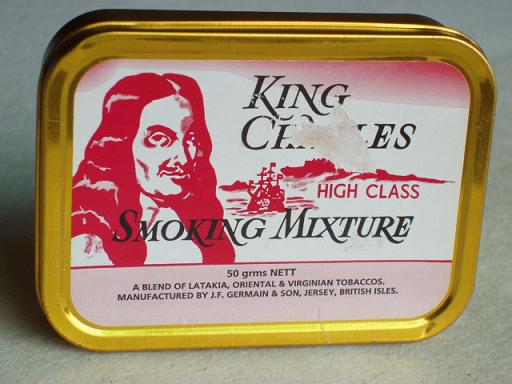 KING
CHARLES
HIGH CLASS
SMOKING MIXTURE
50 grms NETT
A BLEND OF LATAKIA, ORIENTAL & VIRGINIAN TOBACCOS.
MANUFACTURED BY J.F. GERMAIN & SON, JERSEY, BRITISH ISLES.